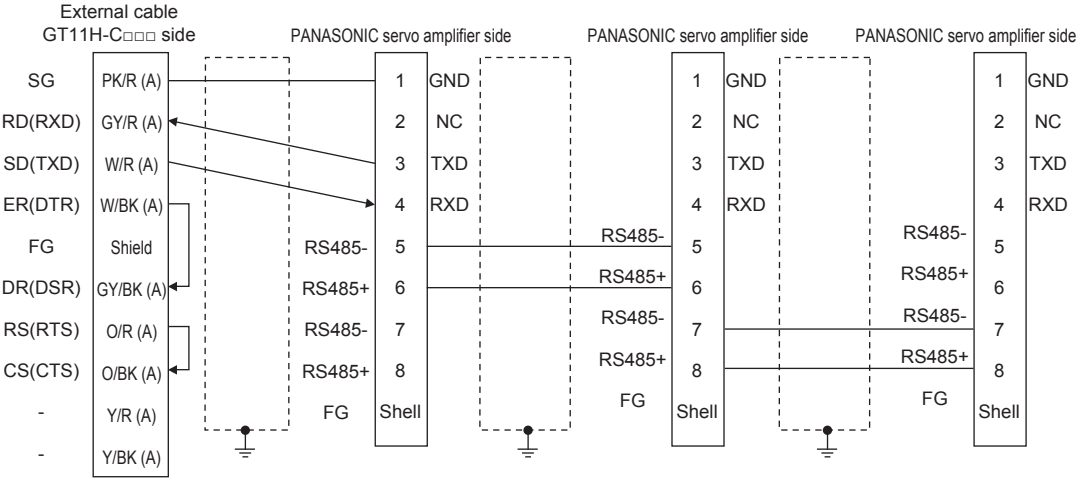 External cable
GT11H-C□□□ side
PANASONIC servo amplifier side
PANASONIC servo amplifier side
PANASONIC servo amplifier side
SG PK/R (A) 1 GND 1 GND 1 GND
RD(RXD) GY/R (A) 2 NC 2 NC 2 NC
SD(TXD) W/R (A) 3 TXD 3 TXD 3 TXD
ER(DTR) W/BK (A) 4 RXD 4 RXD 4 RXD
FG Shield RS485- 5 RS485- 5 RS485- 5
DR(DSR) GY/BK (A) RS485+ 6 RS485+ 6 RS485+ 6
RS(RTS) O/R (A) RS485- 7 RS485- 7 RS485- 7
CS(CTS) O/BK (A) RS485+ 8 RS485+ 8 RS485+ 8
- Y/R (A) FG Shell FG Shell FG Shell
- Y/BK (A)